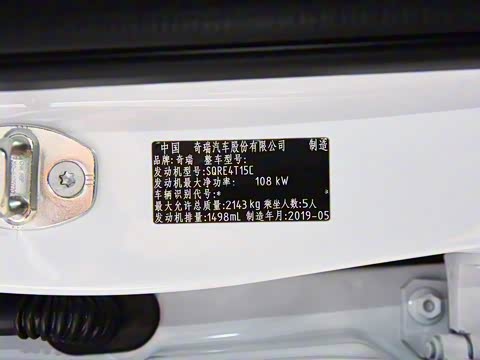 中国 奇瑞汽车股份有限公司 制造
品牌:奇瑞 整车型号:
发动机型号:SQRE4T15C
发动机最大净功率: 108 kW
车辆识别代号:*
最大允许总质量:2143kg 乘坐人数:5人
发动机排量:1498mL 制造年月:2019-05